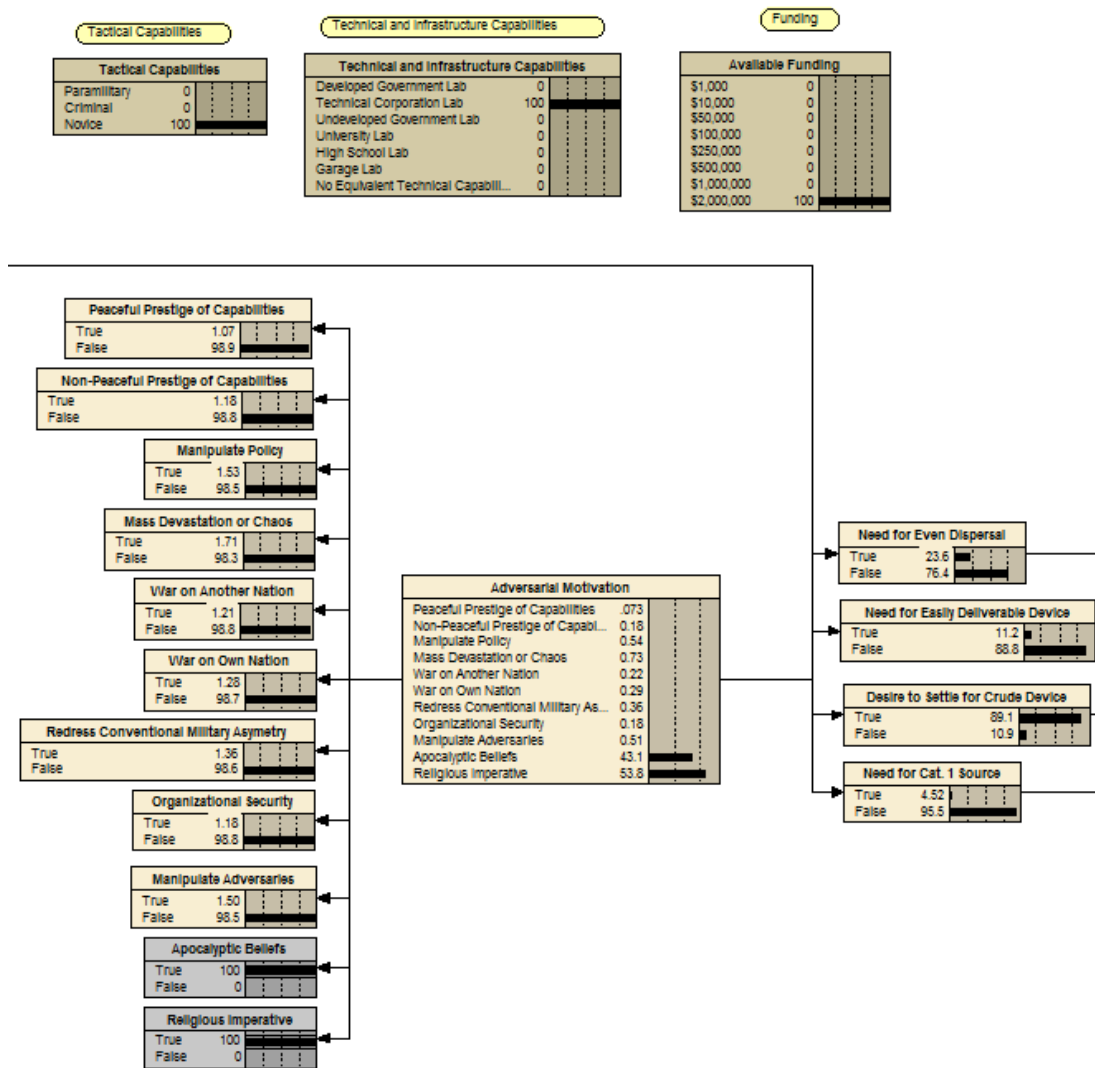 Tactical Capabilities
Technical and Infrastructure Capabilities
Funding
Tactical Capabilities
Paramilitary 0
Criminal 0
Novice 100
Technical and Infrastructure Capabilities
Developed Government Lab 0
Technical Corporation Lab 100
Undeveloped Government Lab 0
University Lab 0
High School Lab 0
Garage Lab 0
No Equivalent Technical Capabili... 0
Available Funding
$1,000 0
$10,000 0
$50,000 0
$100,000 0
$250,000 0
$500,000 0
$1,000,000 0
$2,000,000 100
Peaceful Prestige of Capabilities
True 1.07
False 98.9
Non-Peaceful Prestige of Capabilities
True 1.18
False 98.8
Manipulate Policy
True 1.53
False 98.5
Mass Devastation or Chaos
True 1.71
False 98.3
War on Another Nation
True 1.21
False 98.8
War on Own Nation
True 1.28
False 98.7
Redress Conventional Military Asymetry
True 1.36
False 98.6
Organizational Security
True 1.18
False 98.8
Manipulate Adversaries
True 1.50
False 98.5
Apocalyptic Beliefs
True 100
False 0
Religious Imperative
True 100
False 0
Adversarial Motivation
Peaceful Prestige of Capabilities .073
Non-Peaceful Prestige of Capabi... 0.18
Manipulate Policy 0.54
Mass Devastation or Chaos 0.73
War on Another Nation 0.22
War on Own Nation 0.29
Redress Conventional Military As... 0.36
Organizational Security 0.18
Manipulate Adversaries 0.51
Apocalyptic Beliefs 43.1
Religious Imperative 53.8
Need for Even Dispersal
True 23.6
False 76.4
Need for Easily Deliverable Device
True 11.2
False 88.8
Desire to Settle for Crude Device
True 89.1
False 10.9
Need for Cat. 1 Source
True 4.52
False 95.5